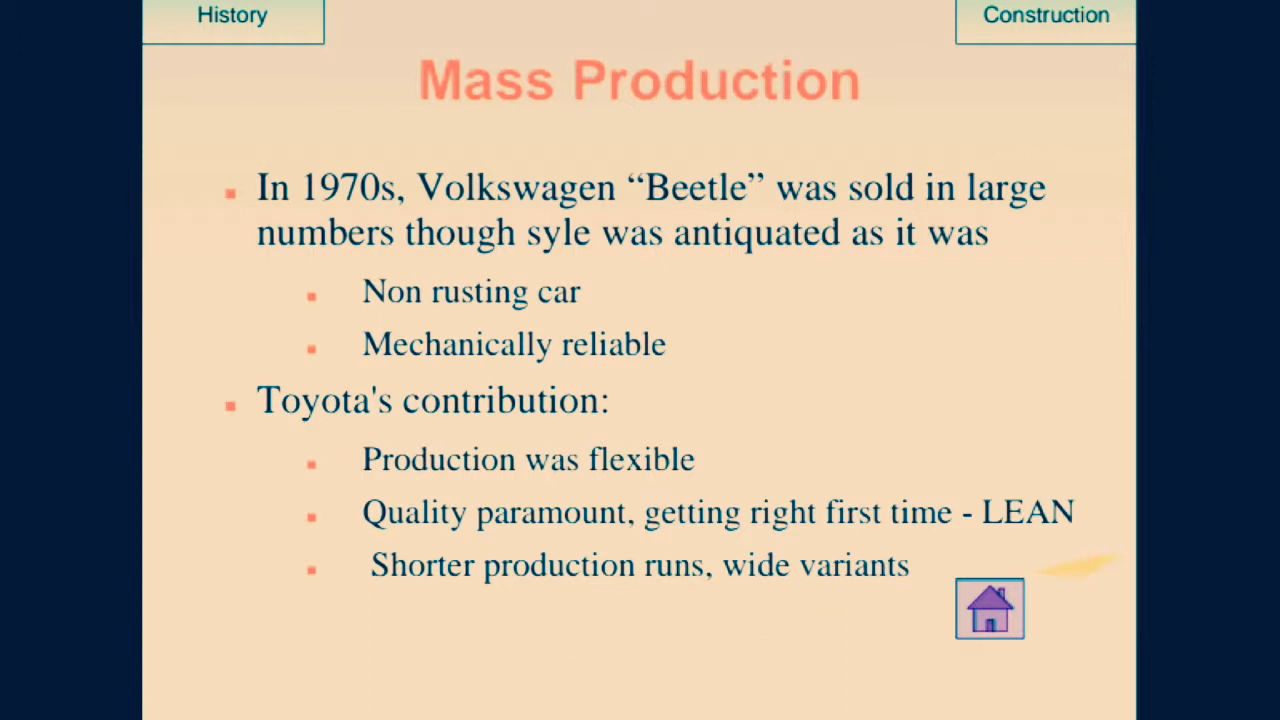 History
Construction
Mass Production
In 1970s, Volkswagen “Beetle” was sold in large
numbers though syle was antiquated as it was
Non rusting car
Mechanically reliable
Toyota's contribution:
Production was flexible
Quality paramount, getting right first time - LEAN
Shorter production runs, wide variants